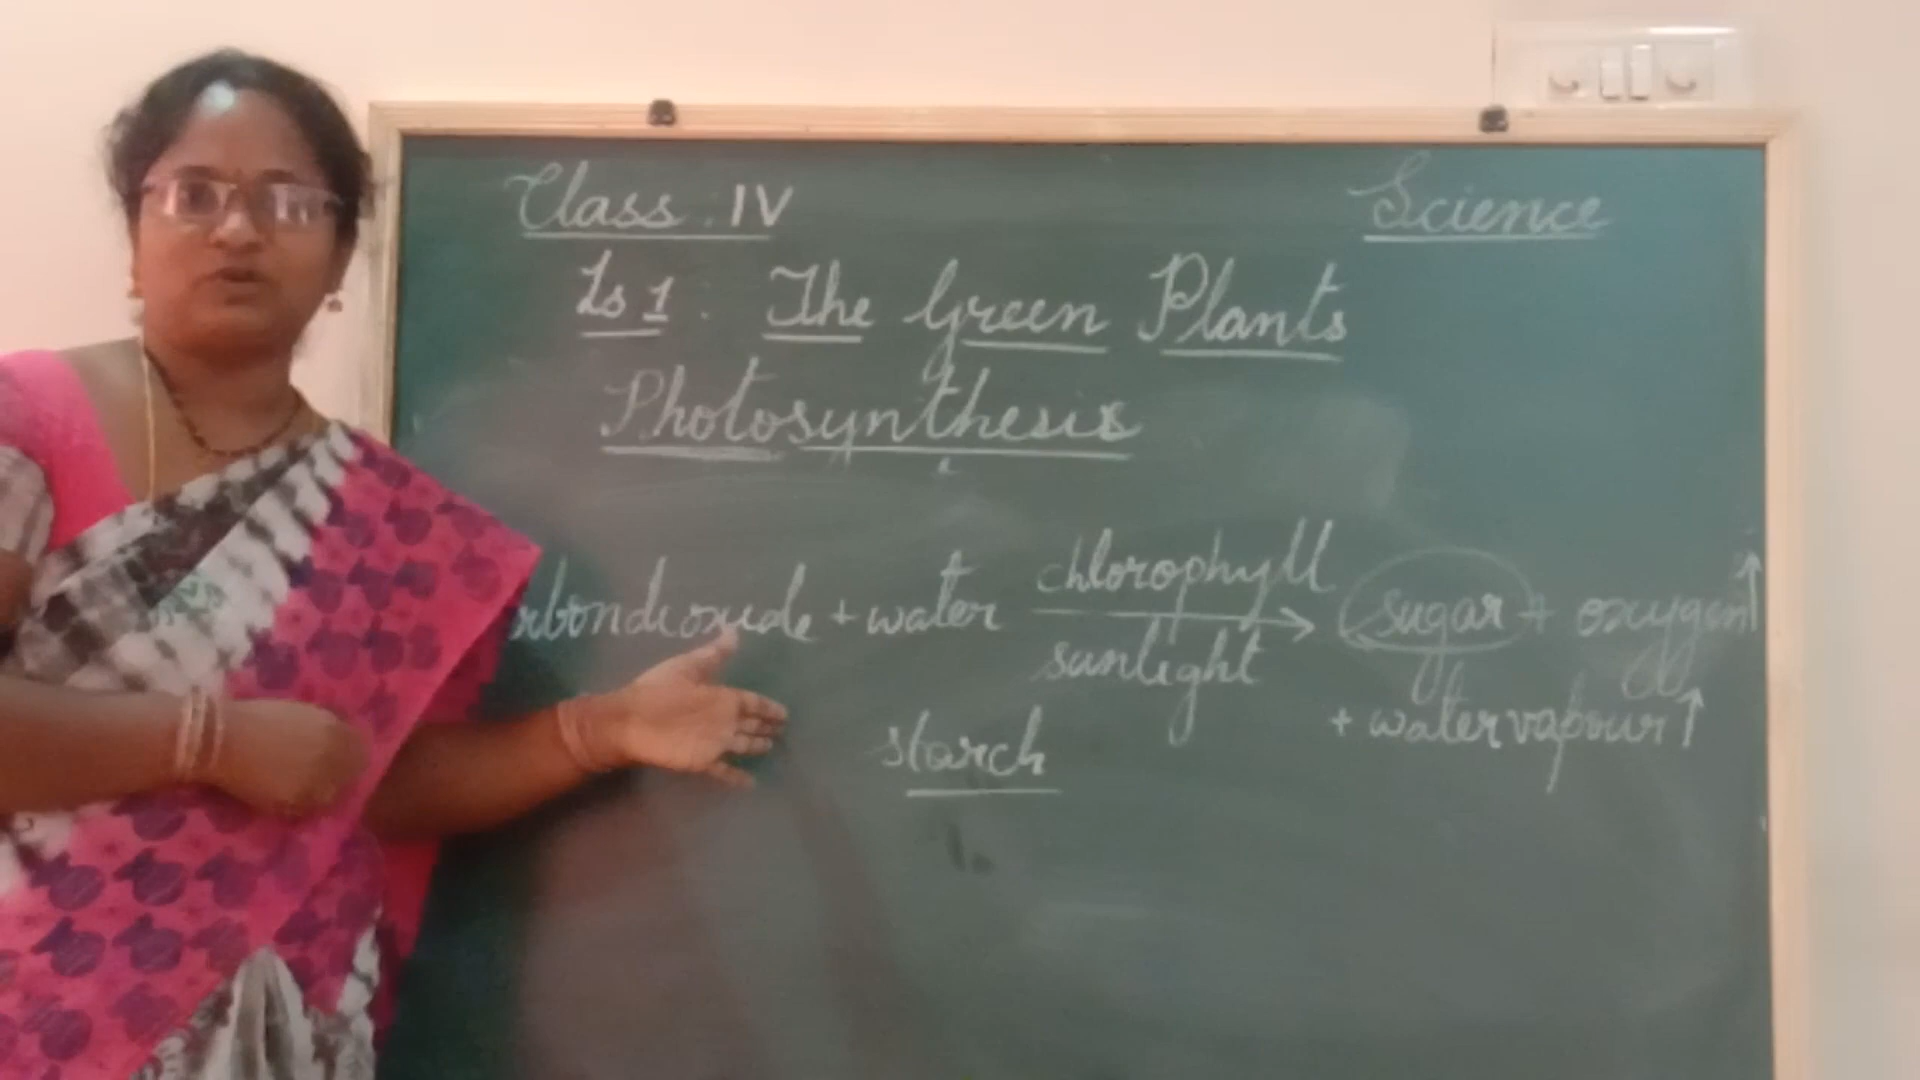 Class : IV Science
Ls 1 : The Green Plants
Photosynthesis
rbondioxide + water chlorophyll sunlight → sugar + oxygen ↑
+ water vapour ↑
starch